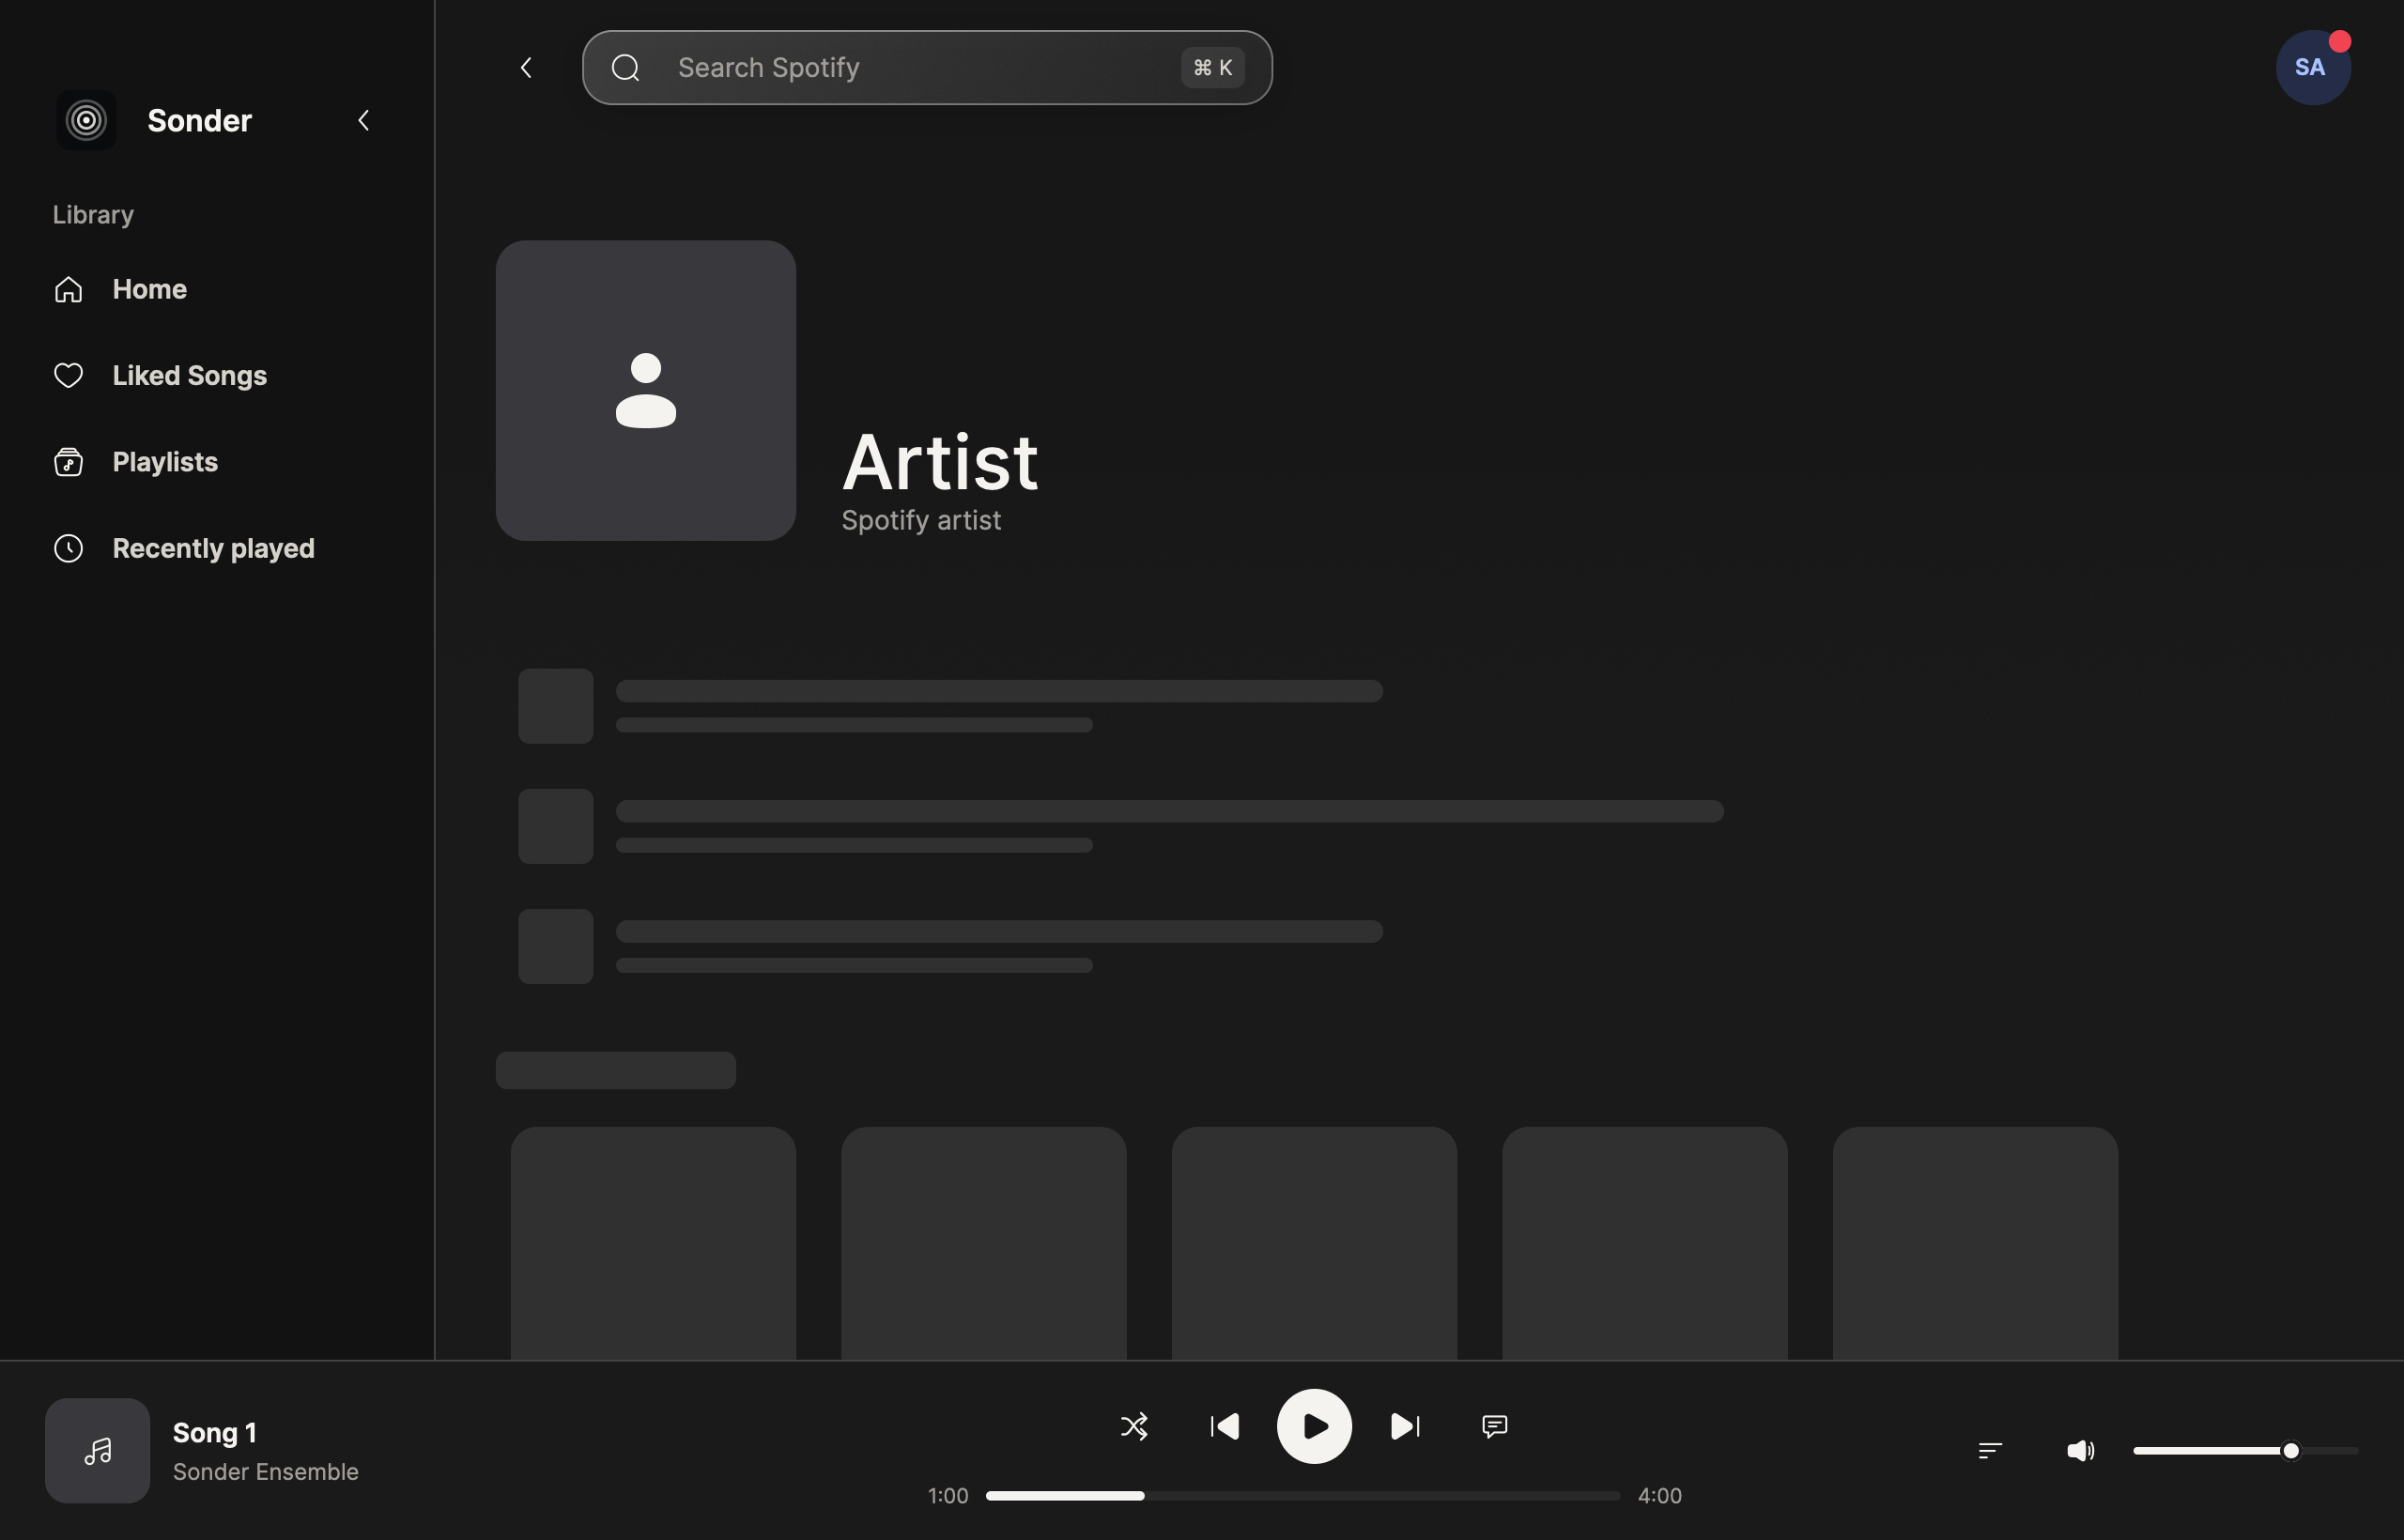 Search Spotify
⌘ K
SA
Sonder
Library
Home
Liked Songs
Playlists
Recently played
Artist
Spotify artist
Song 1
Sonder Ensemble
1:00
4:00